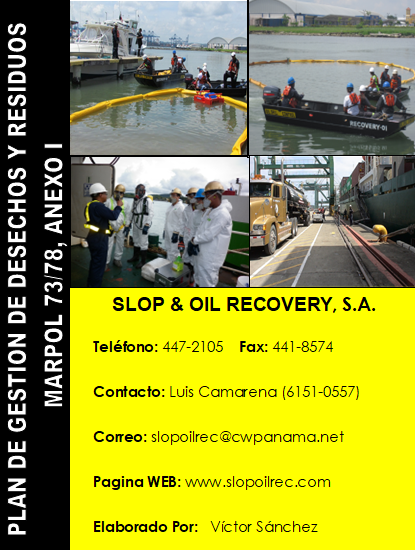 PLAN DE GESTION DE DESECHOS Y RESIDUOS
MARPOL 73/78, ANEXO I
RECOVERY-01
SLOP & OIL RECOVERY, S.A.
Teléfono: 447-2105 Fax: 441-8574
Contacto: Luis Camarena (6151-0557)
Correo: slopoilrec@cwpanama.net
Pagina WEB: www.slopoilrec.com
Elaborado Por: Víctor Sánchez